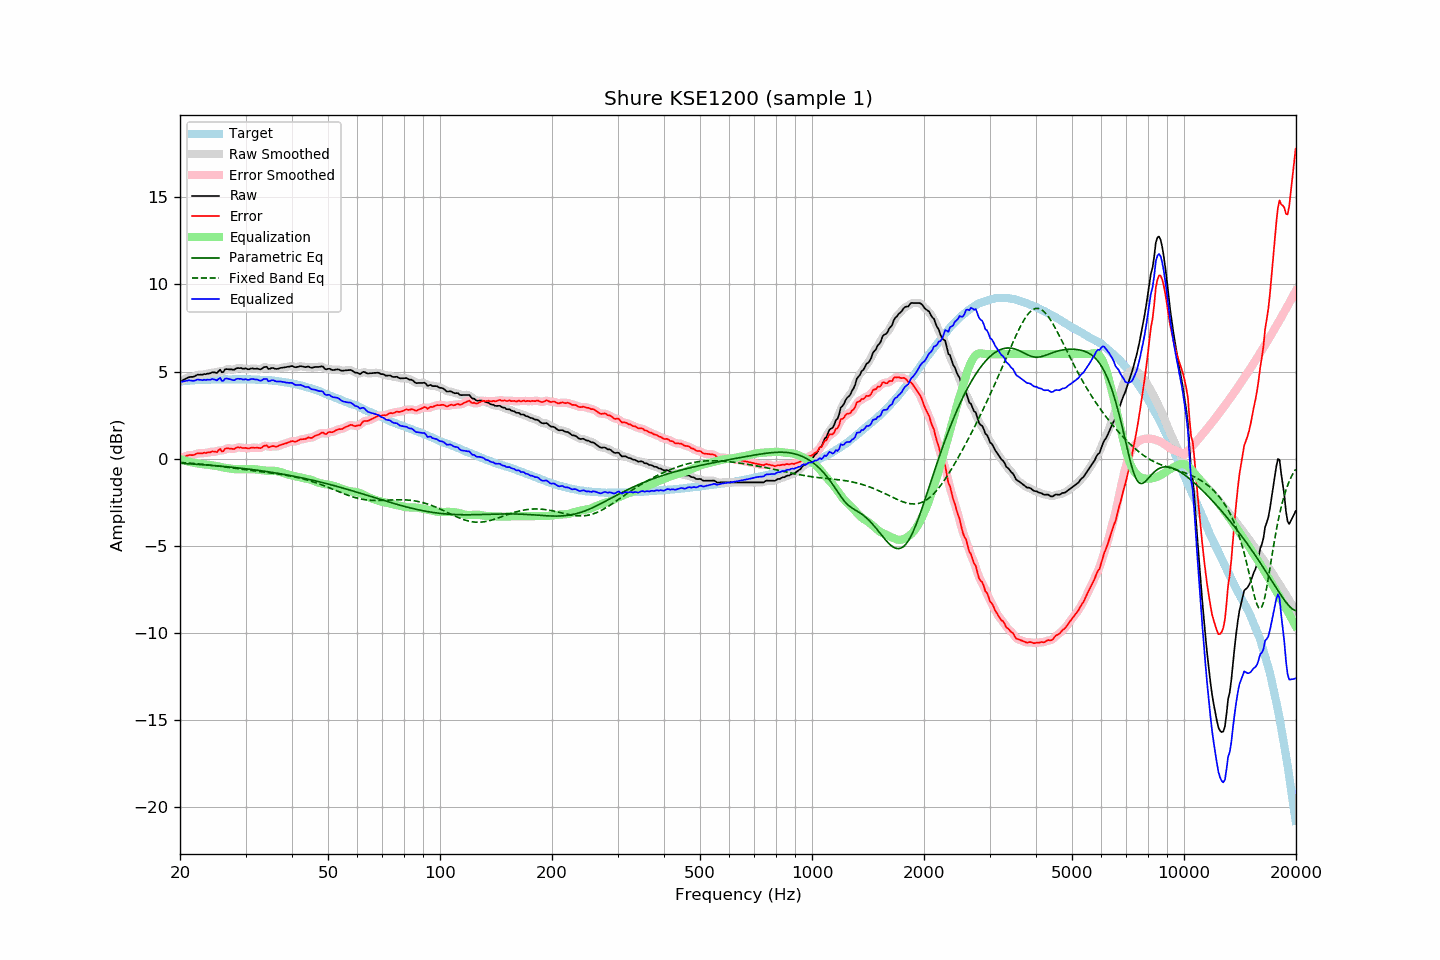 Shure KSE1200 (sample 1)
Target
Raw Smoothed
Error Smoothed
Raw
Error
Equalization
Parametric Eq
Fixed Band Eq
Equalized
Amplitude (dBr)
15
10
5
0
−5
−10
−15
−20
20 50 100 200 500 1000 2000 5000 10000 20000
Frequency (Hz)